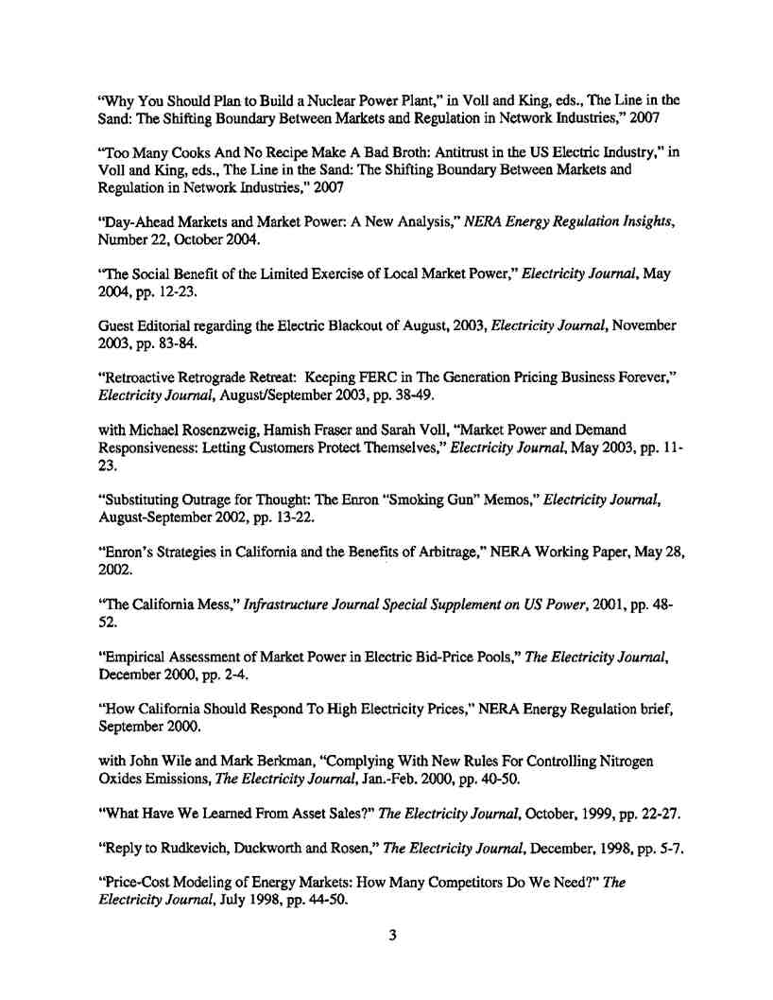 “Why You Should Plan to Build a Nuclear Power Plant,” in Voll and King, eds., The Line in the
Sand: The Shifting Boundary Between Markets and Regulation in Network Industries,” 2007
“Too Many Cooks And No Recipe Make A Bad Broth: Antitrust in the US Electric Industry,” in
Voll and King, eds., The Line in the Sand: The Shifting Boundary Between Markets and
Regulation in Network Industries,” 2007
“Day-Ahead Markets and Market Power: A New Analysis,” NERA Energy Regulation Insights,
Number 22, October 2004.
“The Social Benefit of the Limited Exercise of Local Market Power,” Electricity Journal, May
2004, pp. 12-23.
Guest Editorial regarding the Electric Blackout of August, 2003, Electricity Journal, November
2003, pp. 83-84.
“Retroactive Retrograde Retreat: Keeping FERC in The Generation Pricing Business Forever,”
Electricity Journal, August/September 2003, pp. 38-49.
with Michael Rosenzweig, Hamish Fraser and Sarah Voll, “Market Power and Demand
Responsiveness: Letting Customers Protect Themselves,” Electricity Journal, May 2003, pp. 11-
23.
“Substituting Outrage for Thought: The Enron “Smoking Gun” Memos,” Electricity Journal,
August-September 2002, pp. 13-22.
“Enron’s Strategies in California and the Benefits of Arbitrage,” NERA Working Paper, May 28,
2002.
“The California Mess,” Infrastructure Journal Special Supplement on US Power, 2001, pp. 48-
52.
“Empirical Assessment of Market Power in Electric Bid-Price Pools,” The Electricity Journal,
December 2000, pp. 2-4.
“How California Should Respond To High Electricity Prices,” NERA Energy Regulation brief,
September 2000.
with John Wile and Mark Berkman, “Complying With New Rules For Controlling Nitrogen
Oxides Emissions, The Electricity Journal, Jan.-Feb. 2000, pp. 40-50.
“What Have We Learned From Asset Sales?” The Electricity Journal, October, 1999, pp. 22-27.
“Reply to Rudkevich, Duckworth and Rosen,” The Electricity Journal, December, 1998, pp. 5-7.
“Price-Cost Modeling of Energy Markets: How Many Competitors Do We Need?” The
Electricity Journal, July 1998, pp. 44-50.
3